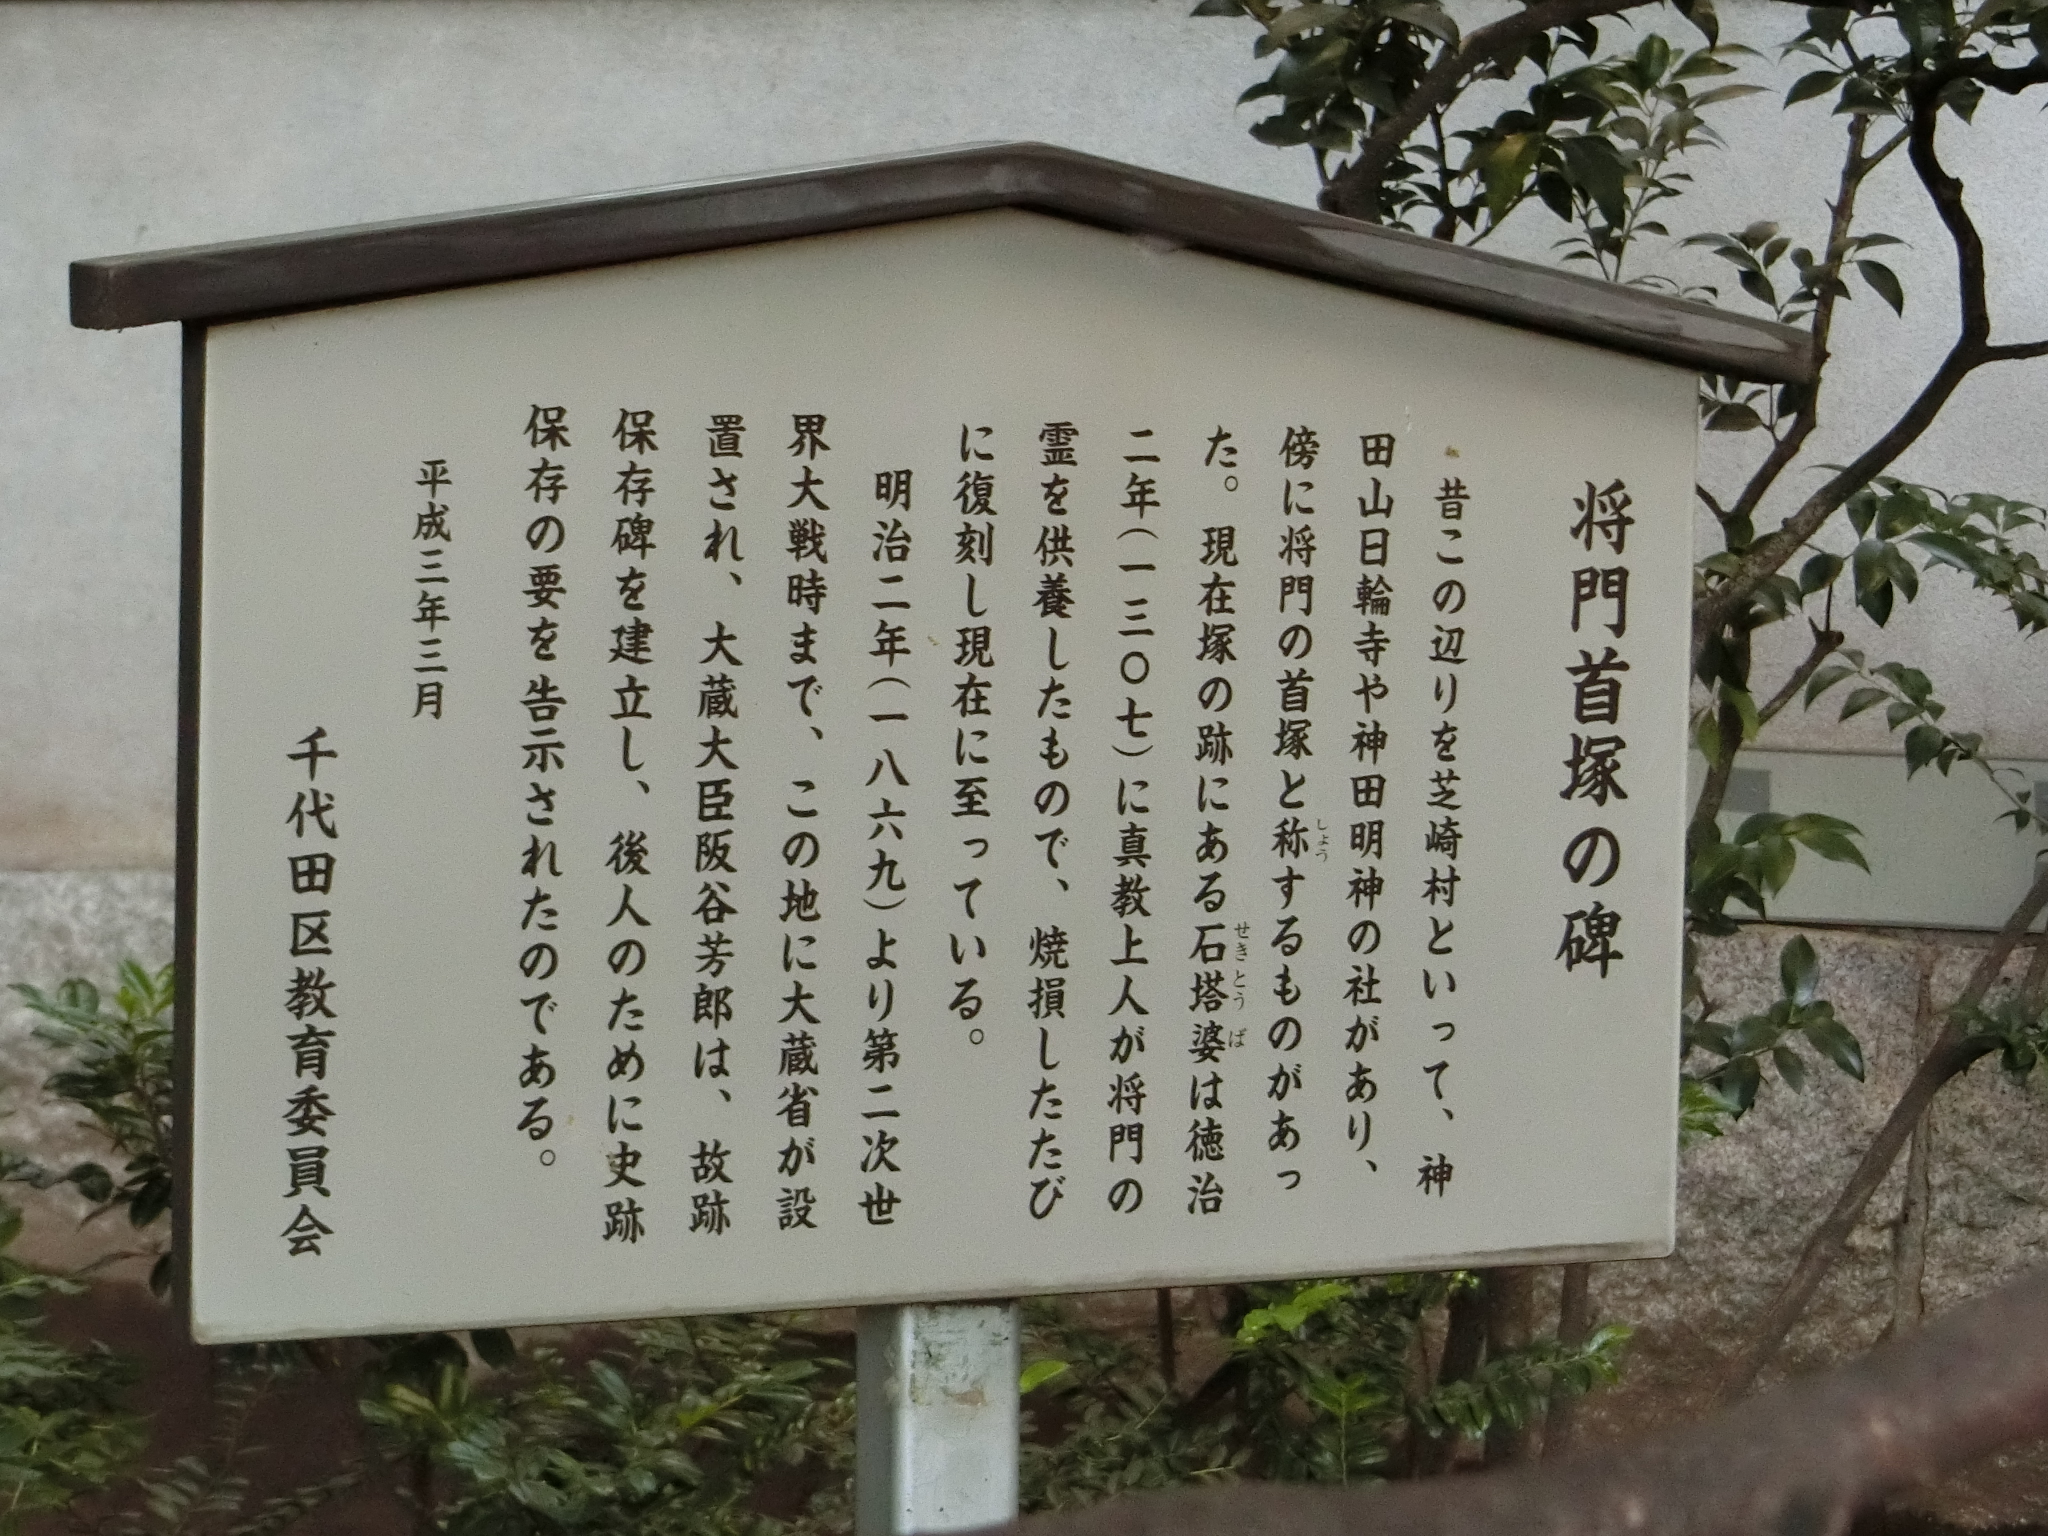 将門首塚の碑
昔この辺りを芝崎村といって、神
田山日輪寺や神田明神の社があり、
傍に将門の首塚と称するものがあっ
しょう
た。現在塚の跡にある石塔婆は徳治
せきとうば
二年(一三〇七)に真教上人が将門の
霊を供養したもので、焼損したたび
に復刻し現在に至っている。
明治二年(一八六九)より第二次世
界大戦時まで、この地に大蔵省が設
置され、大蔵大臣阪谷芳郎は、故跡
保存碑を建立し、後人のために史跡
保存の要を告示されたのである。
平成三年三月
千代田区教育委員会